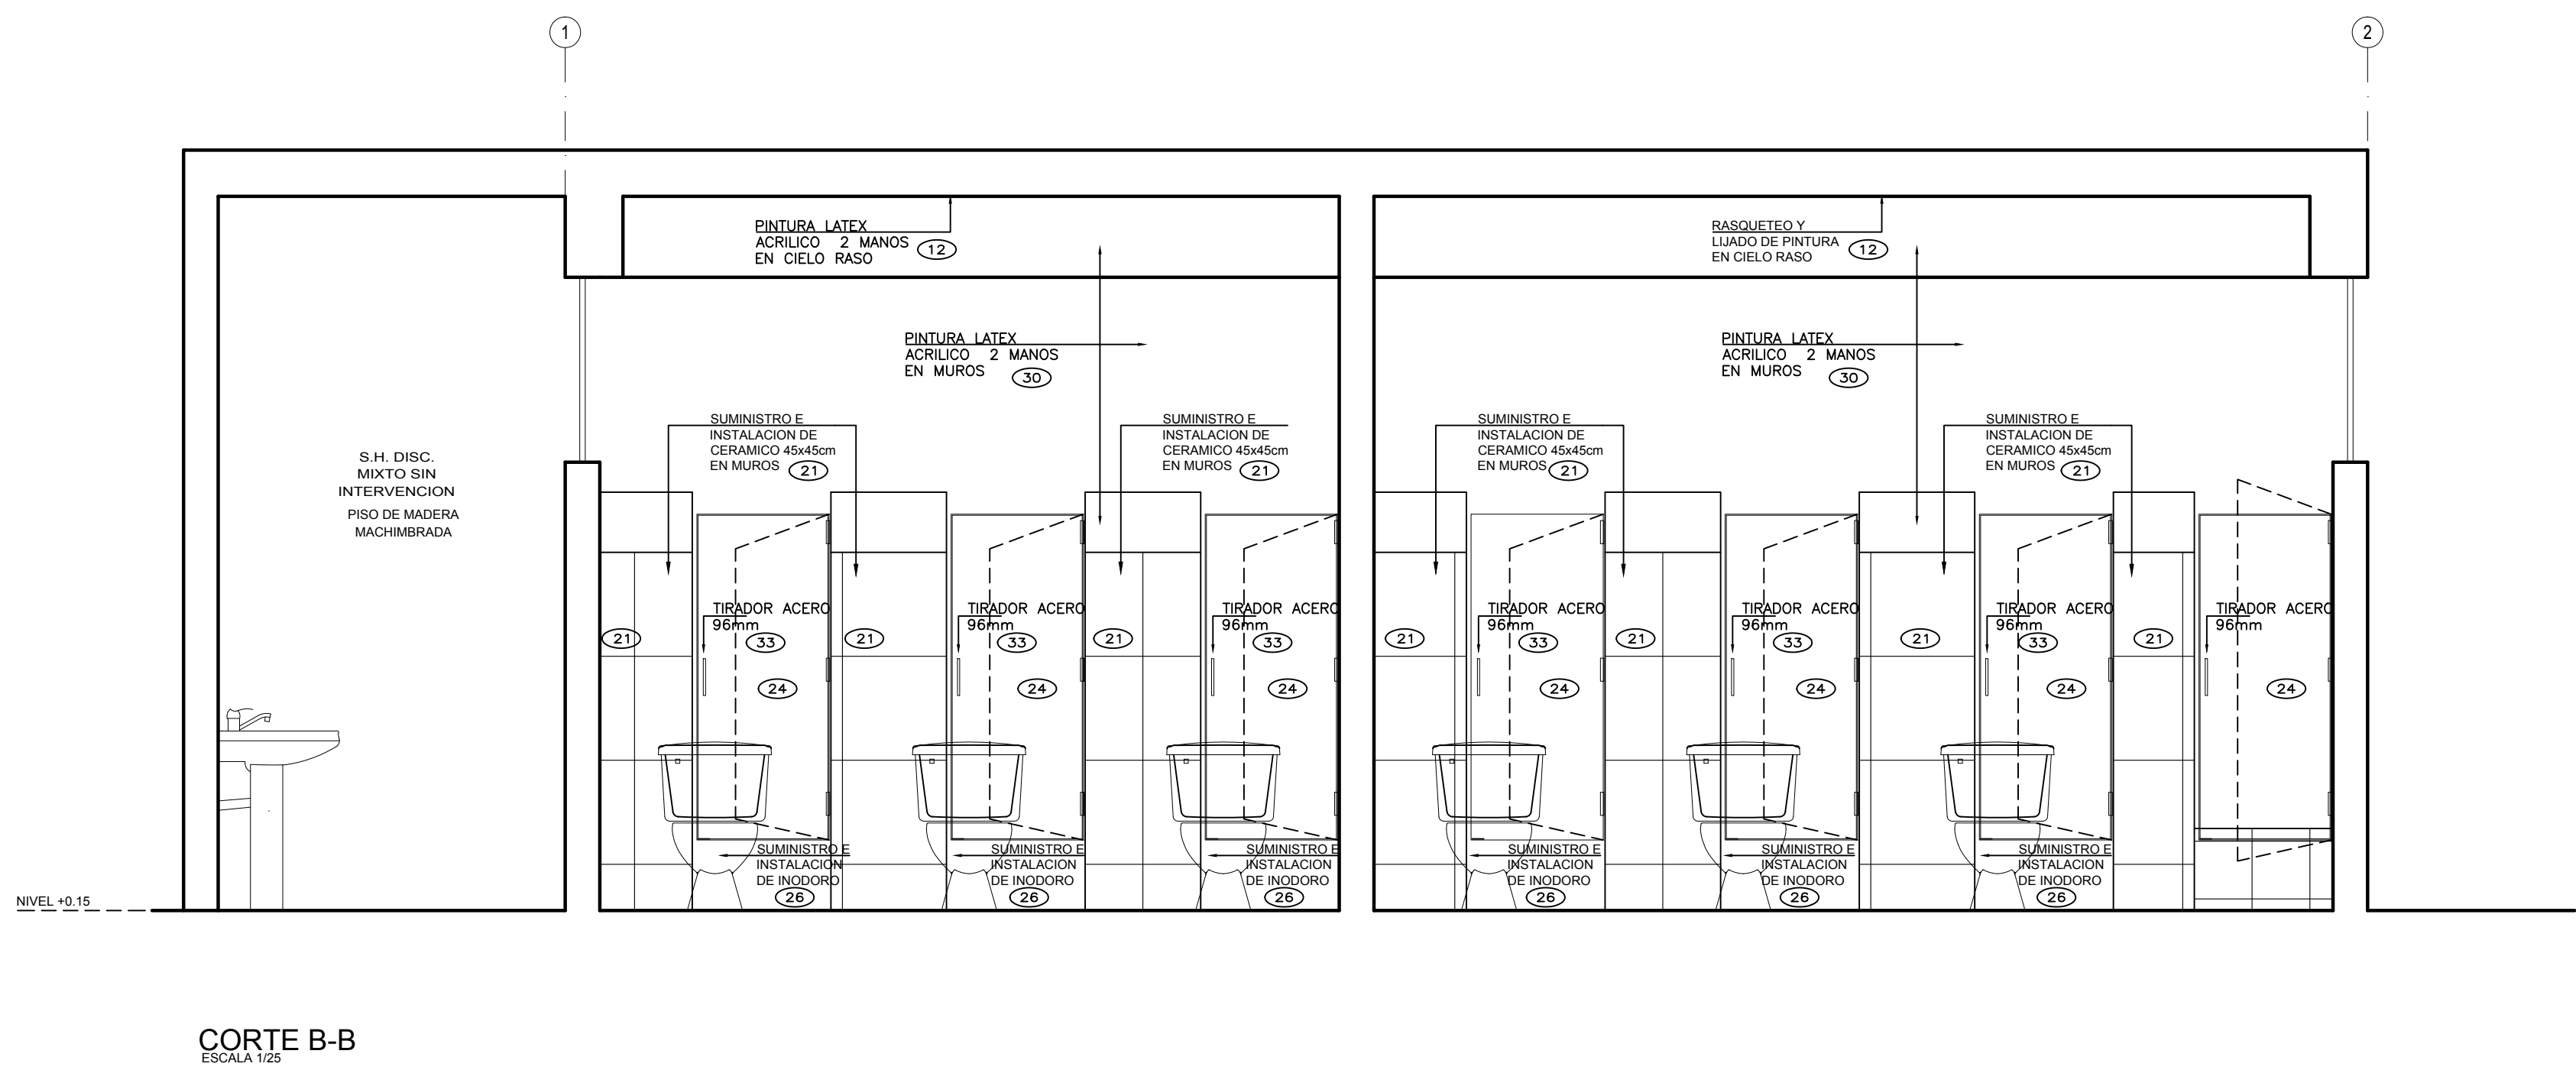 1
2
PINTURA LATEX
ACRILICO 2 MANOS
EN CIELO RASO
12
RASQUETEO Y
LIJADO DE PINTURA
EN CIELO RASO
12
PINTURA LATEX
ACRILICO 2 MANOS
EN MUROS
30
PINTURA LATEX
ACRILICO 2 MANOS
EN MUROS
30
S.H. DISC.
MIXTO SIN
INTERVENCION
PISO DE MADERA
MACHIMBRADA
SUMINISTRO E
INSTALACION DE
CERAMICO 45x45cm
EN MUROS
21
SUMINISTRO E
INSTALACION DE
CERAMICO 45x45cm
EN MUROS
21
SUMINISTRO E
INSTALACION DE
CERAMICO 45x45cm
EN MUROS
21
SUMINISTRO E
INSTALACION DE
CERAMICO 45x45cm
EN MUROS
21
21
TIRADOR ACERO
96mm
33
24
21
TIRADOR ACERO
96mm
33
24
21
TIRADOR ACERO
96mm
33
24
21
TIRADOR ACERO
96mm
33
24
21
TIRADOR ACERO
96mm
33
24
21
TIRADOR ACERO
96mm
33
24
21
TIRADOR ACERO
96mm
24
SUMINISTRO E
INSTALACION
DE INODORO
26
SUMINISTRO E
INSTALACION
DE INODORO
26
SUMINISTRO E
INSTALACION
DE INODORO
26
SUMINISTRO E
INSTALACION
DE INODORO
26
SUMINISTRO E
INSTALACION
DE INODORO
26
SUMINISTRO E
INSTALACION
DE INODORO
26
NIVEL +0.15
CORTE B-B
ESCALA 1/25